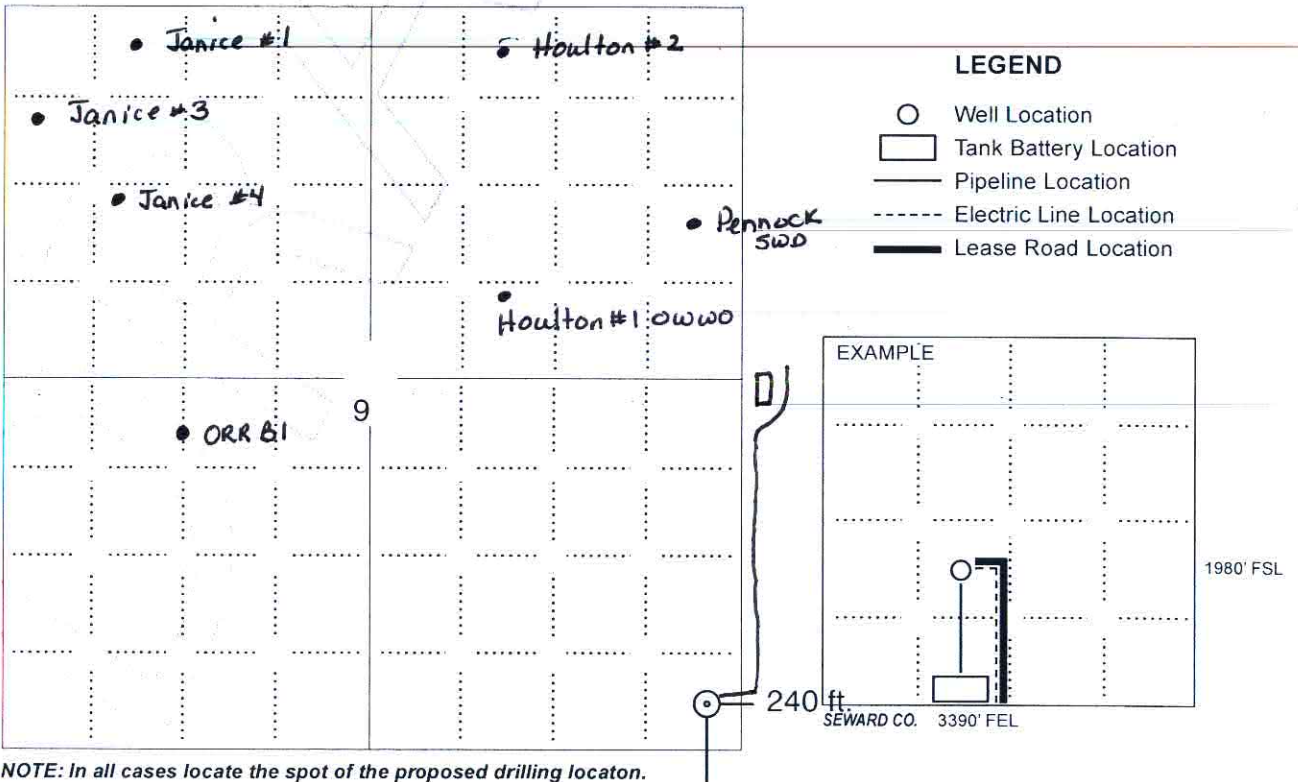 Janice #1
Houlton #2
LEGEND
Janice #3
Well Location
Tank Battery Location
Janice #4
Pipeline Location
Pennock
SWD
Electric Line Location
Lease Road Location
Houlton #1 OWWO
EXAMPLE
9
ORR B1
1980' FSL
240 ft.
SEWARD CO. 3390' FEL
NOTE: In all cases locate the spot of the proposed drilling locaton.